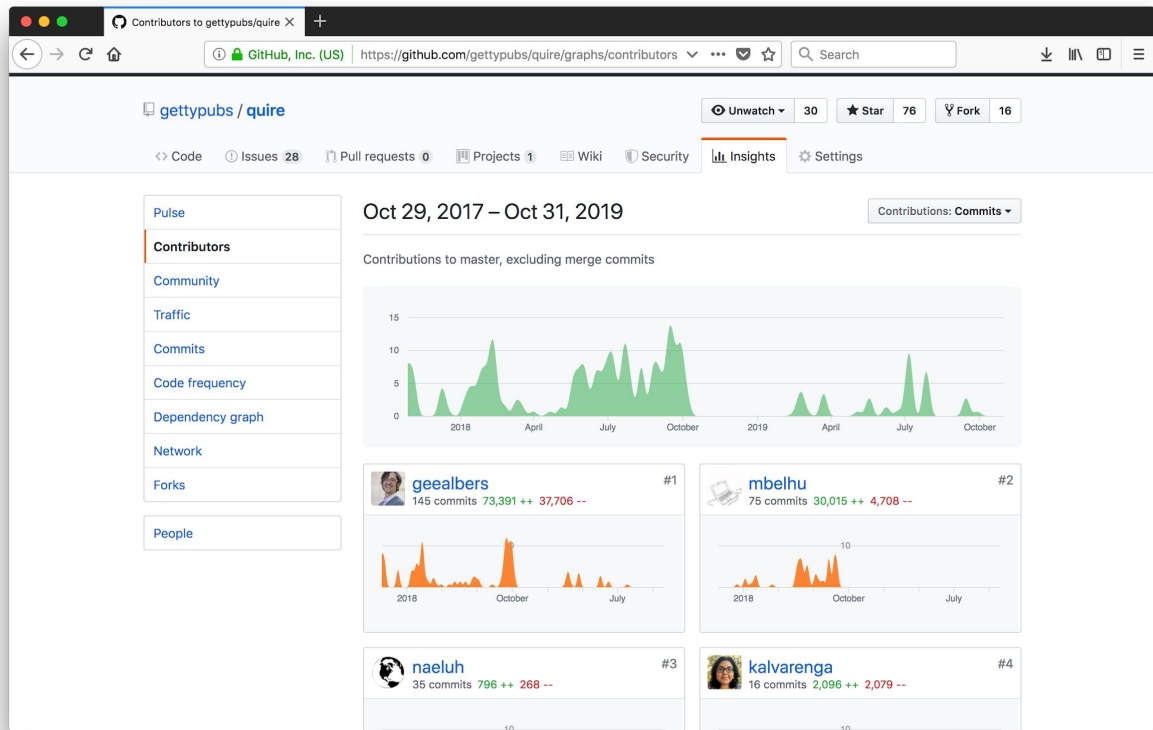 Contributors to gettypubs/quire
GitHub, Inc. (US) https://github.com/gettypubs/quire/graphs/contributors Search
gettypubs / quire
Unwatch 30 Star 76 Fork 16
Code Issues 28 Pull requests 0 Projects 1 Wiki Security Insights Settings
Pulse
Contributors
Community
Traffic
Commits
Code frequency
Dependency graph
Network
Forks
People
Oct 29, 2017 – Oct 31, 2019
Contributions: Commits
Contributions to master, excluding merge commits
15
10
5
0
2018 April July October 2019 April July October
geealbers #1
145 commits 73,391 ++ 37,706 --
10
2018 October July
mbelhu #2
75 commits 30,015 ++ 4,708 --
10
2018 October July
naeluh #3
35 commits 796 ++ 268 --
10
kalvarenga #4
16 commits 2,096 ++ 2,079 --
10